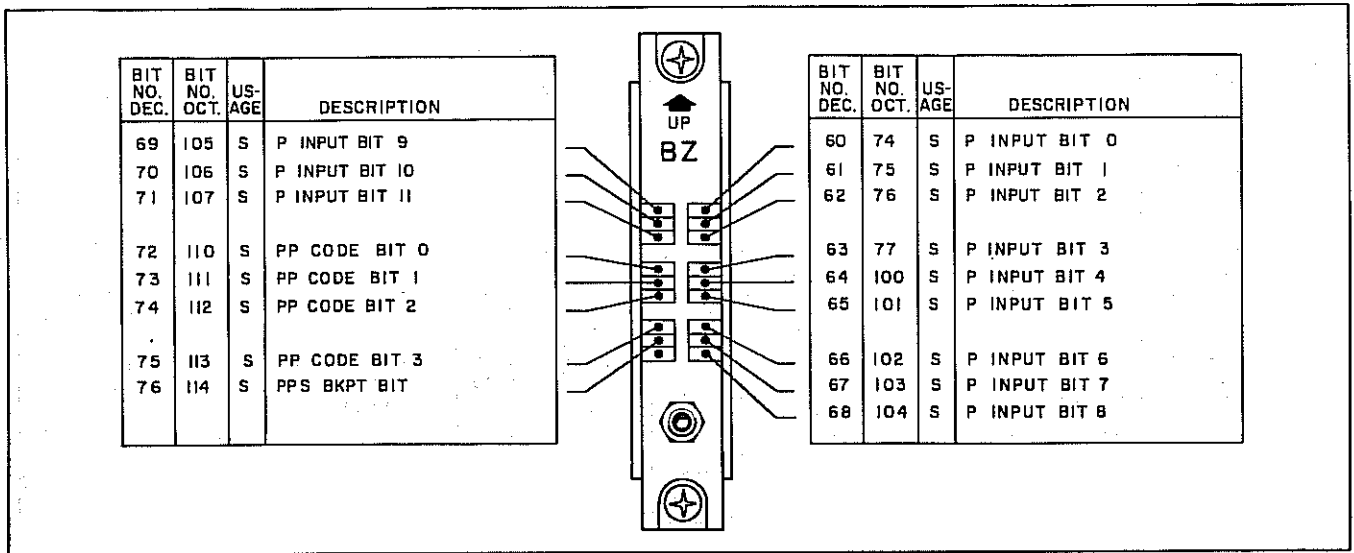 BIT NO. DEC. BIT NO. OCT. US-AGE DESCRIPTION
69 105 S P INPUT BIT 9
70 106 S P INPUT BIT 10
71 107 S P INPUT BIT 11
72 110 S PP CODE BIT 0
73 111 S PP CODE BIT 1
74 112 S PP CODE BIT 2
75 113 S PP CODE BIT 3
76 114 S PPS BKPT BIT
UP
BZ
BIT NO. DEC. BIT NO. OCT. US-AGE DESCRIPTION
60 74 S P INPUT BIT 0
61 75 S P INPUT BIT 1
62 76 S P INPUT BIT 2
63 77 S P INPUT BIT 3
64 100 S P INPUT BIT 4
65 101 S P INPUT BIT 5
66 102 S P INPUT BIT 6
67 103 S P INPUT BIT 7
68 104 S P INPUT BIT 8